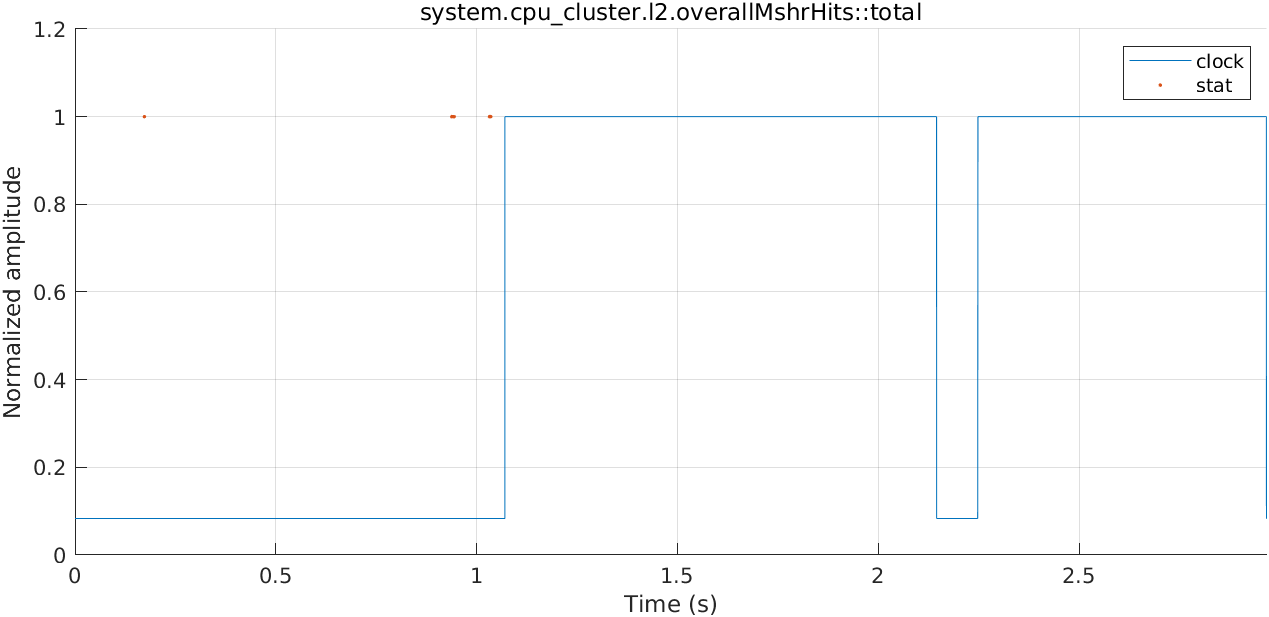 system.cpu_cluster.l2.overallMshrHits::total
1.2
1
0.8
0.6
0.4
0.2
0
Normalized amplitude
clock
stat
0 0.5 1 1.5 2 2.5
Time (s)